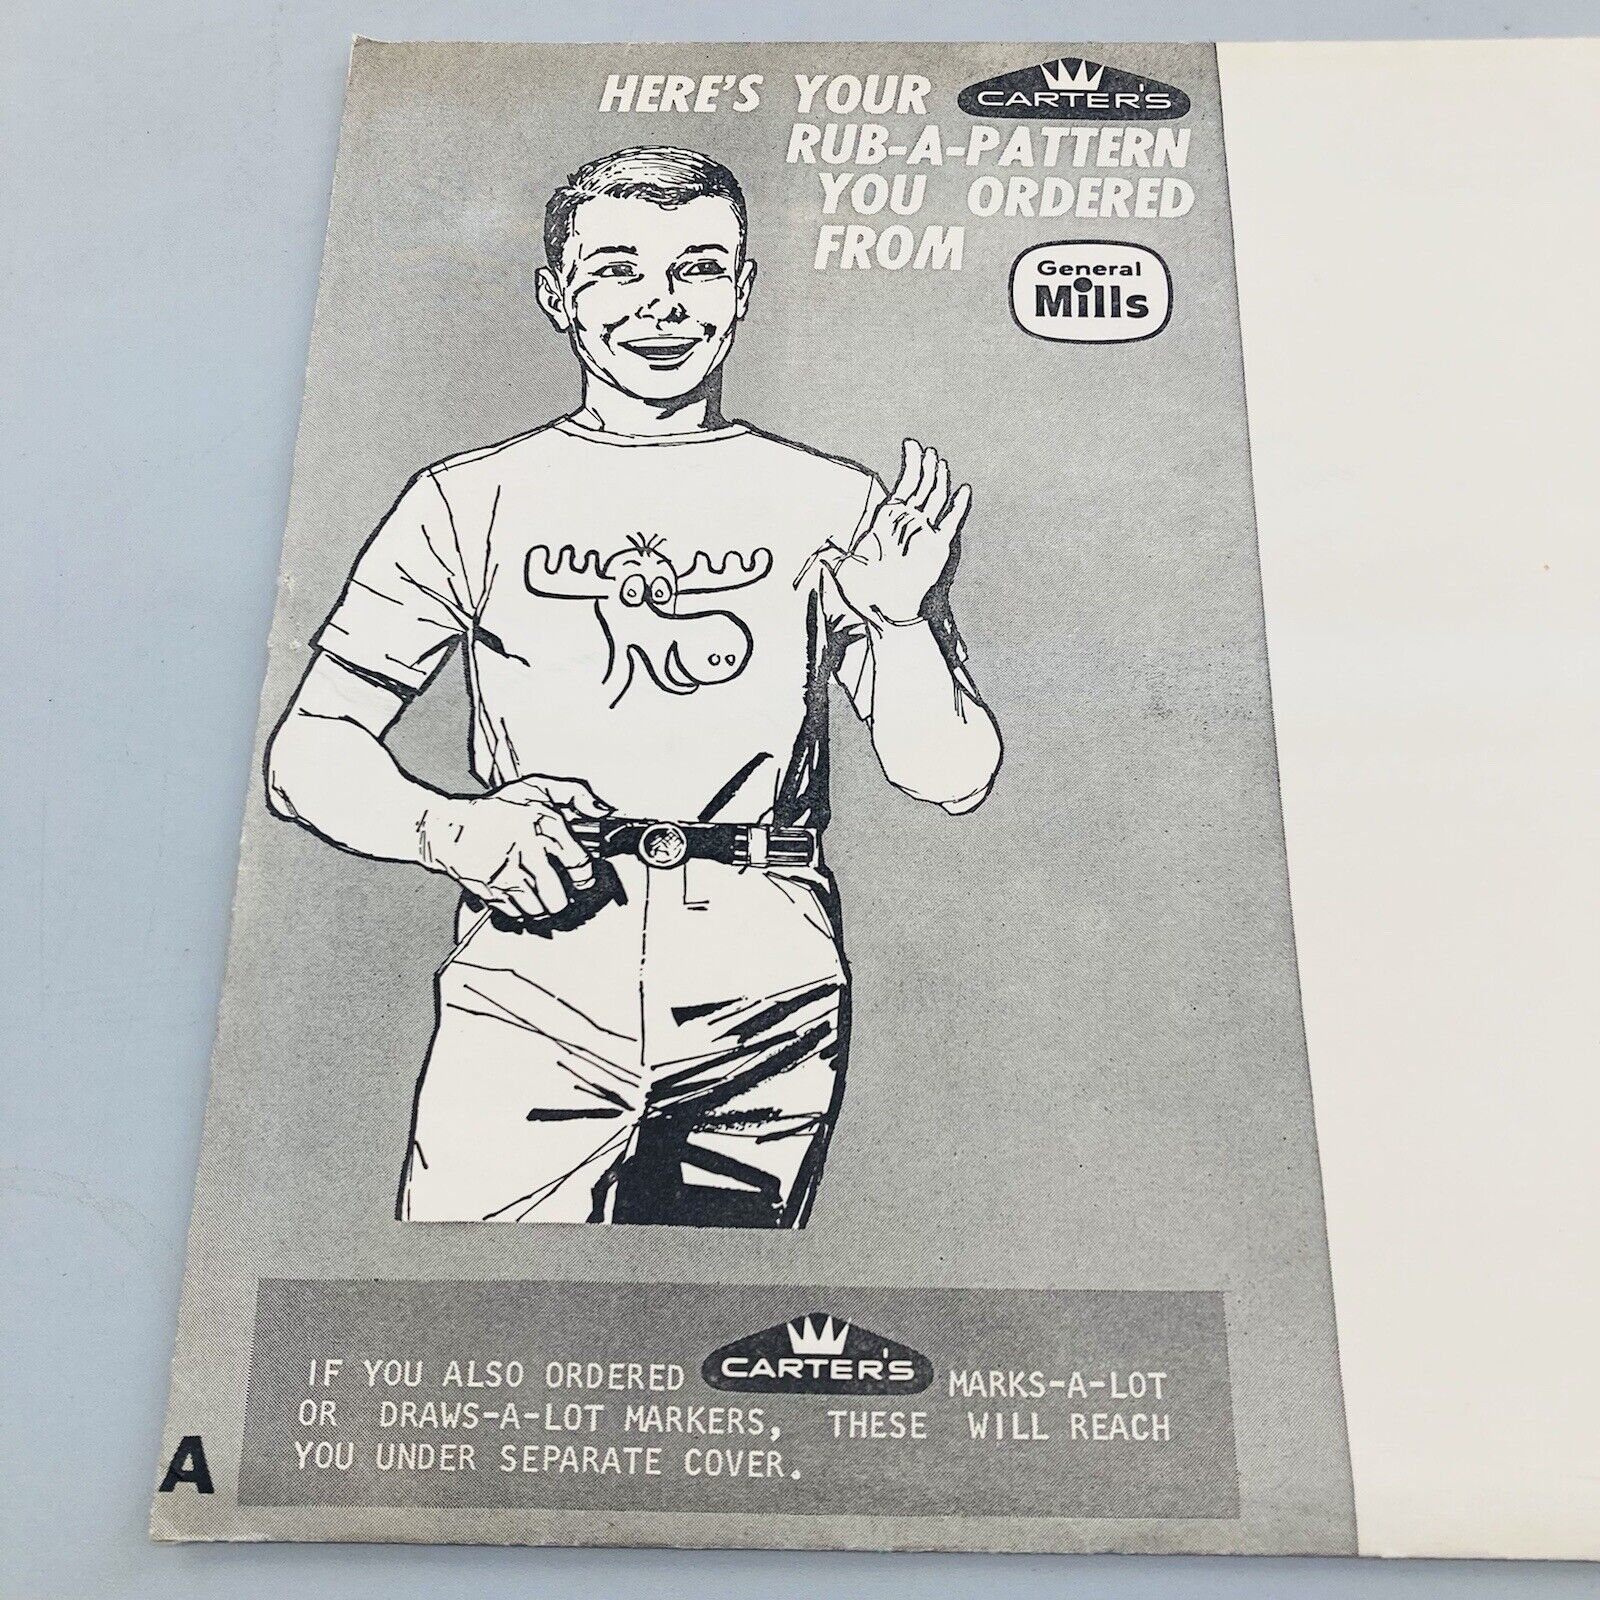 HERE'S YOUR CARTER'S
RUB-A-PATTERN
YOU ORDERED
FROM General Mills
IF YOU ALSO ORDERED CARTER'S MARKS-A-LOT
OR DRAWS-A-LOT MARKERS, THESE WILL REACH
YOU UNDER SEPARATE COVER.
A